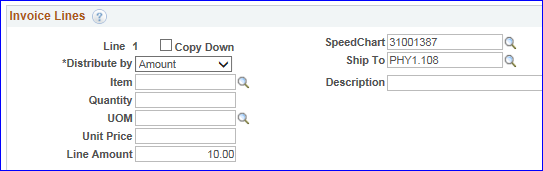 Invoice Lines ?
Line 1 Copy Down
SpeedChart 31001387
*Distribute by Amount
Ship To PHY1.108
Item
Description
Quantity
UOM
Unit Price
Line Amount 10.00